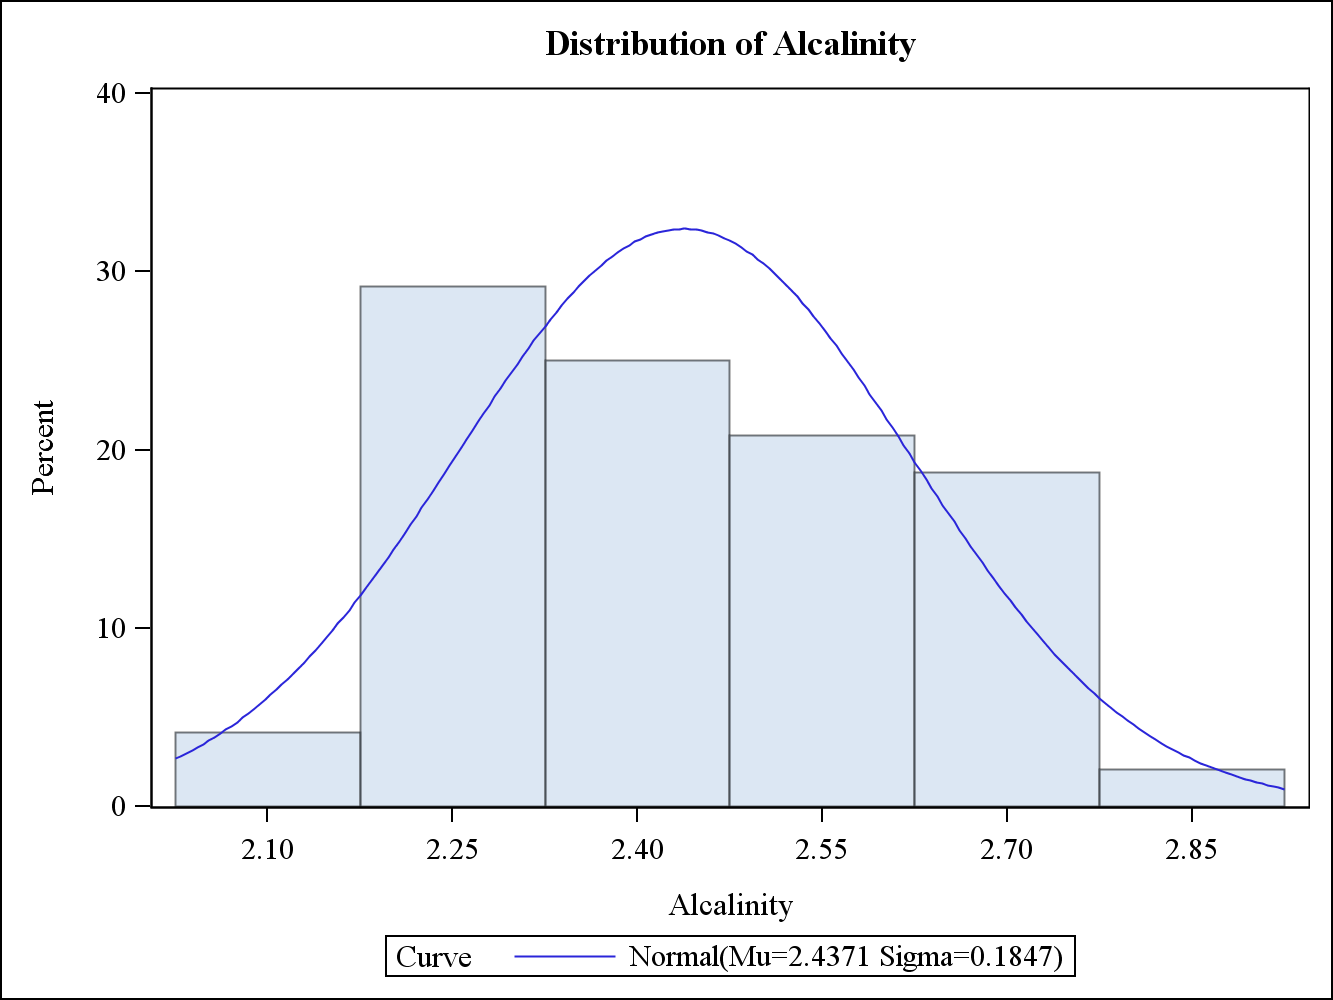 Distribution of Alcalinity
40
30
20
10
0
Percent
2.10 2.25 2.40 2.55 2.70 2.85
Alcalinity
Curve Normal(Mu=2.4371 Sigma=0.1847)